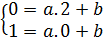 0 = a.2 + b
1 = a.0 + b